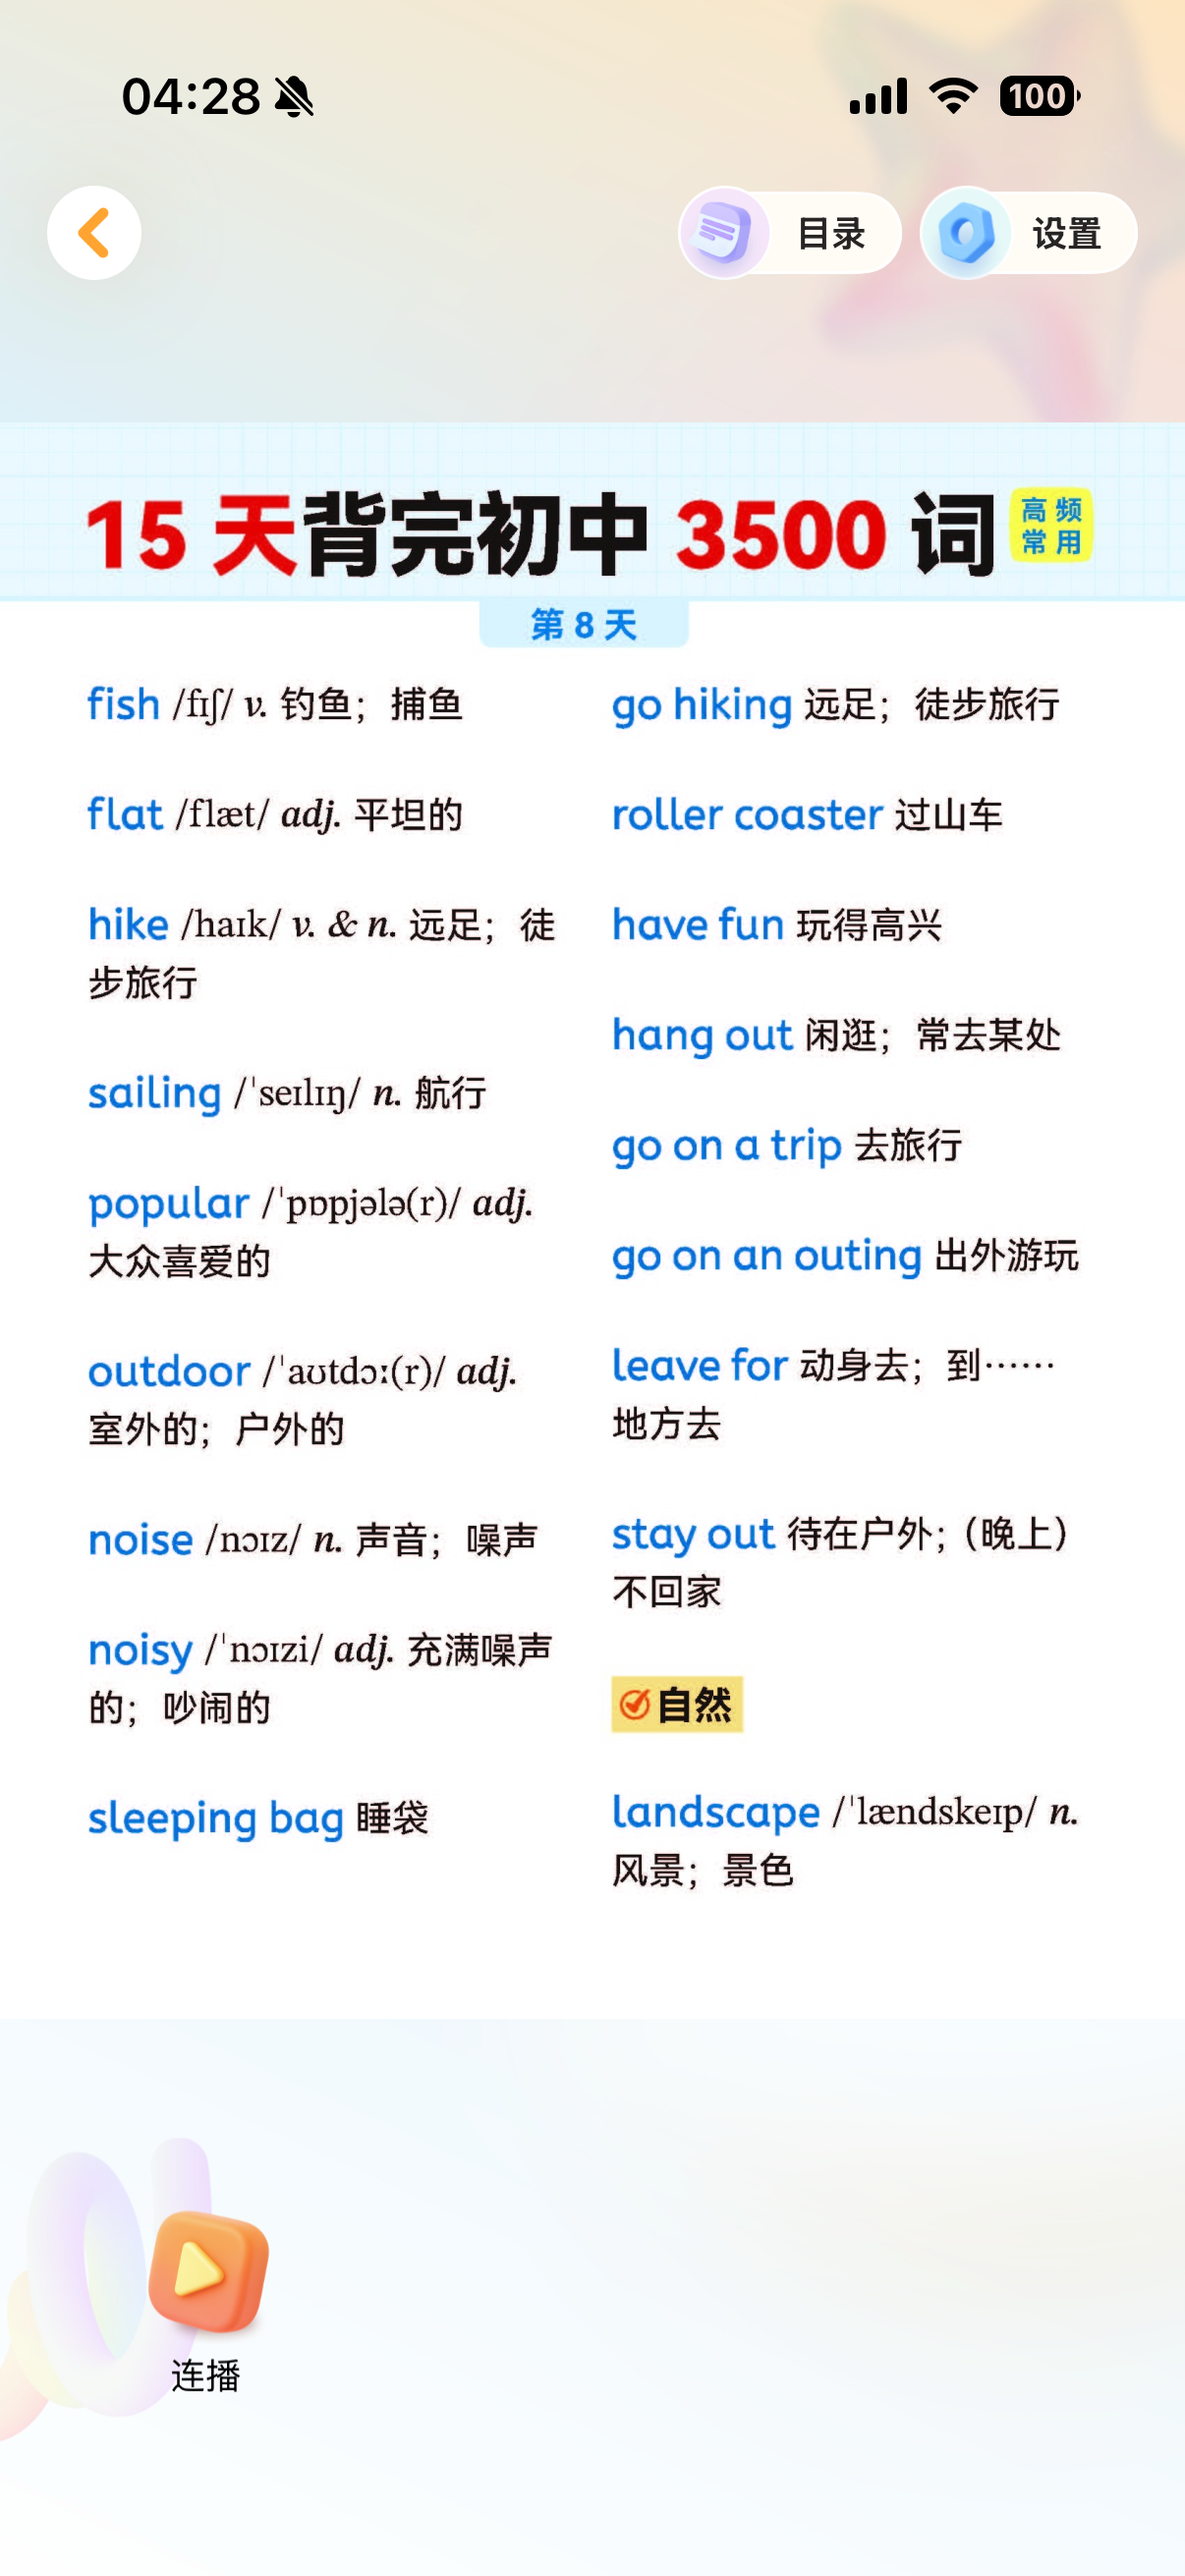 04:28
100
目录
设置
15 天背完初中 3500 词
高频
常用
第 8 天
fish /fɪʃ/ v. 钓鱼；捕鱼
flat /flæt/ adj. 平坦的
hike /haɪk/ v. & n. 远足；徒
步旅行
sailing /ˈseɪlɪŋ/ n. 航行
popular /ˈpɒpjələ(r)/ adj.
大众喜爱的
outdoor /ˈaʊtdɔː(r)/ adj.
室外的；户外的
noise /nɔɪz/ n. 声音；噪声
noisy /ˈnɔɪzi/ adj. 充满噪声
的；吵闹的
sleeping bag 睡袋
go hiking 远足；徒步旅行
roller coaster 过山车
have fun 玩得高兴
hang out 闲逛；常去某处
go on a trip 去旅行
go on an outing 出外游玩
leave for 动身去；到……
地方去
stay out 待在户外；（晚上）
不回家
自然
landscape /ˈlændskeɪp/ n.
风景；景色
连播